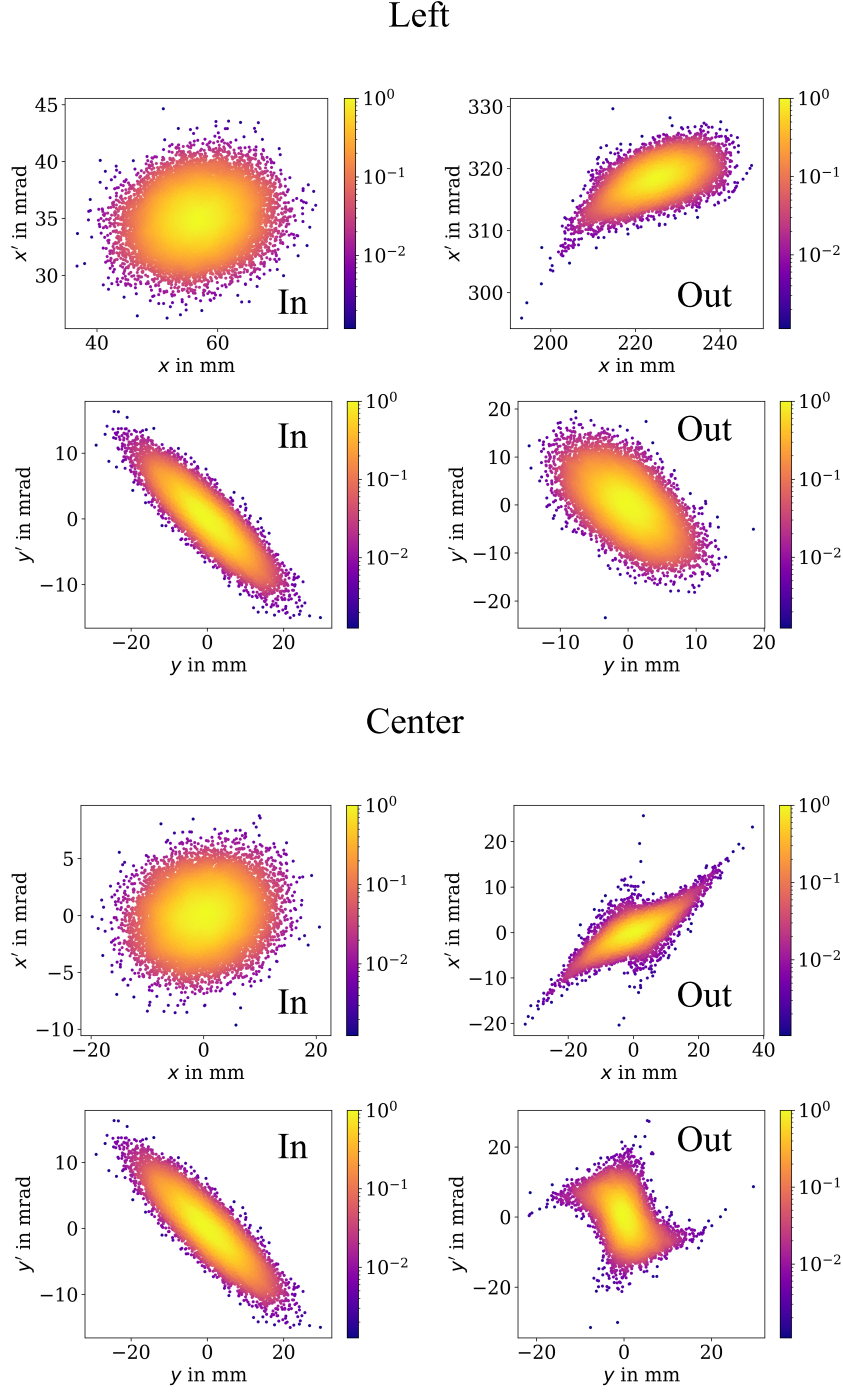 Left
45
40
35
30
x′ in mrad
40 60
x in mm
In
10⁰
10⁻¹
10⁻²
330
320
310
300
x′ in mrad
200 220 240
x in mm
Out
10⁰
10⁻¹
10⁻²
10
0
−10
y′ in mrad
−20 0 20
y in mm
In
10⁰
10⁻¹
10⁻²
20
10
0
−10
−20
y′ in mrad
−10 0 10 20
y in mm
Out
10⁰
10⁻¹
10⁻²
Center
5
0
−5
−10
x′ in mrad
−20 0 20
x in mm
In
10⁰
10⁻¹
10⁻²
20
10
0
−10
−20
x′ in mrad
−20 0 20 40
x in mm
Out
10⁰
10⁻¹
10⁻²
10
0
−10
y′ in mrad
−20 0 20
y in mm
In
10⁰
10⁻¹
10⁻²
20
0
−20
y′ in mrad
−20 0 20
y in mm
Out
10⁰
10⁻¹
10⁻²